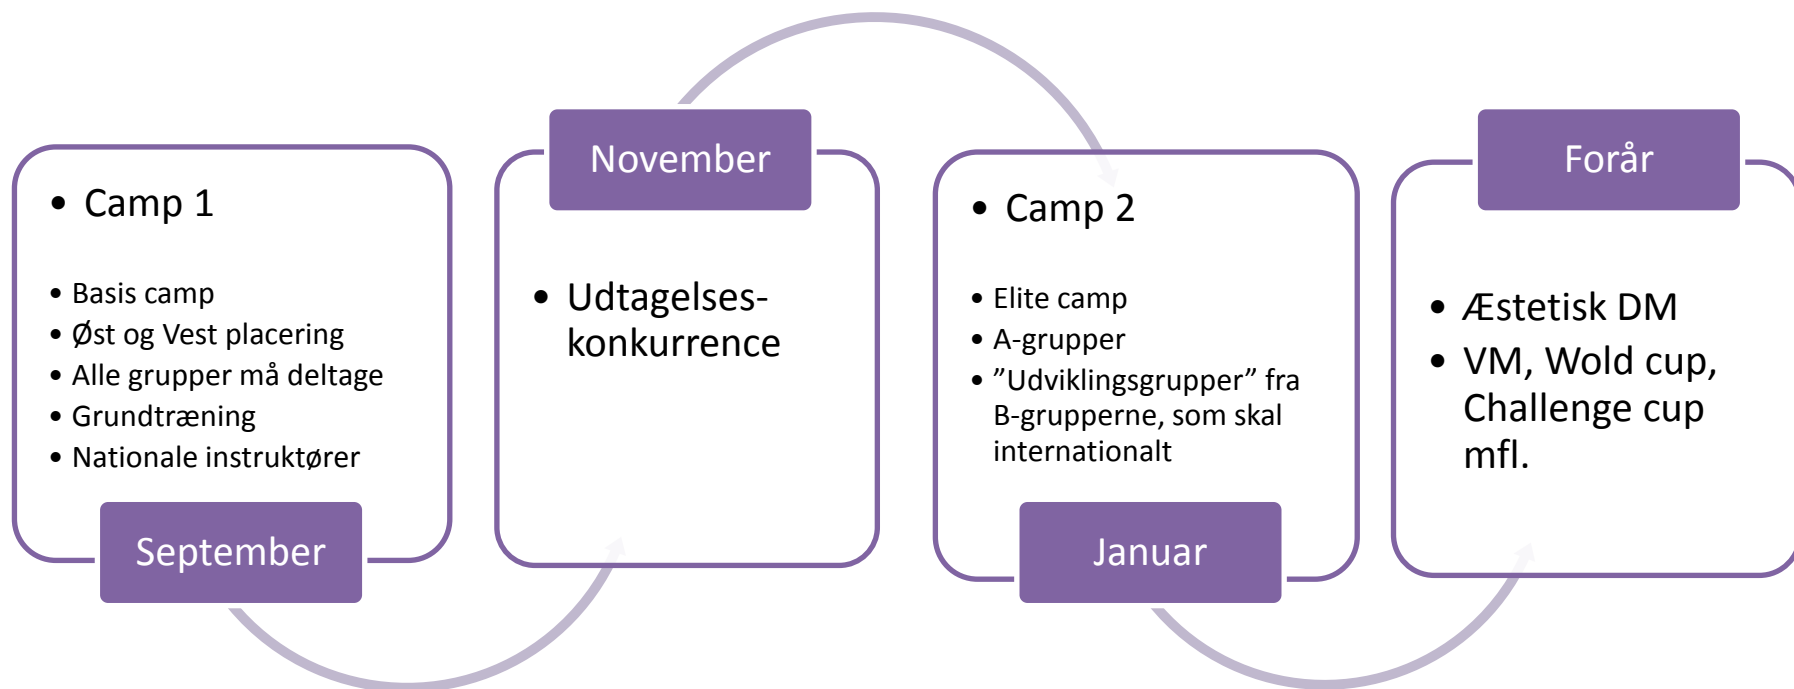 • Camp 1
• Basis camp
• Øst og Vest placering
• Alle grupper må deltage
• Grundtræning
• Nationale instruktører
September
November
• Udtagelses-
konkurrence
• Camp 2
• Elite camp
• A-grupper
• ”Udviklingsgrupper” fra
B-grupperne, som skal
internationalt
Januar
Forår
• Æstetisk DM
• VM, Wold cup,
Challenge cup
mfl.